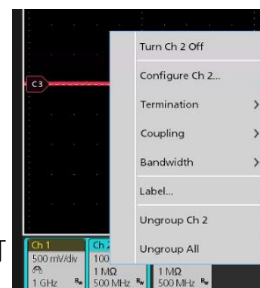 Turn Ch 2 Off
Configure Ch 2...
C3
Termination
Coupling
Bandwidth
Label...
Ungroup Ch 2
Ungroup All
T
Ch 1
500 mV/div
1 GHz
Ch 2
100
1 MΩ
500 MHz
1 MΩ
500 MHz